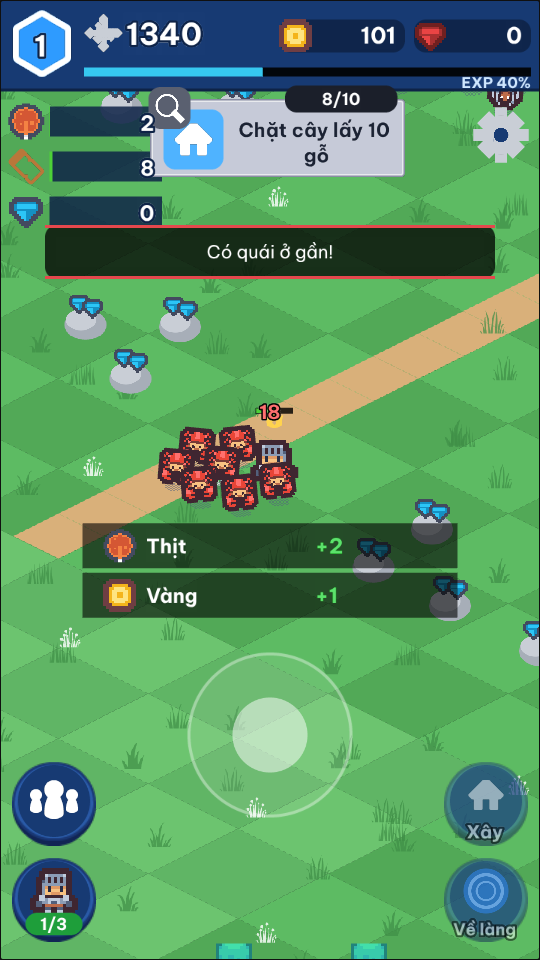 1
1340
101
0
EXP 40%
2
8/10
Chặt cây lấy 10
gỗ
8
0
Có quái ở gần!
18
Thịt +2
Vàng +1
Xây
1/3
Về làng